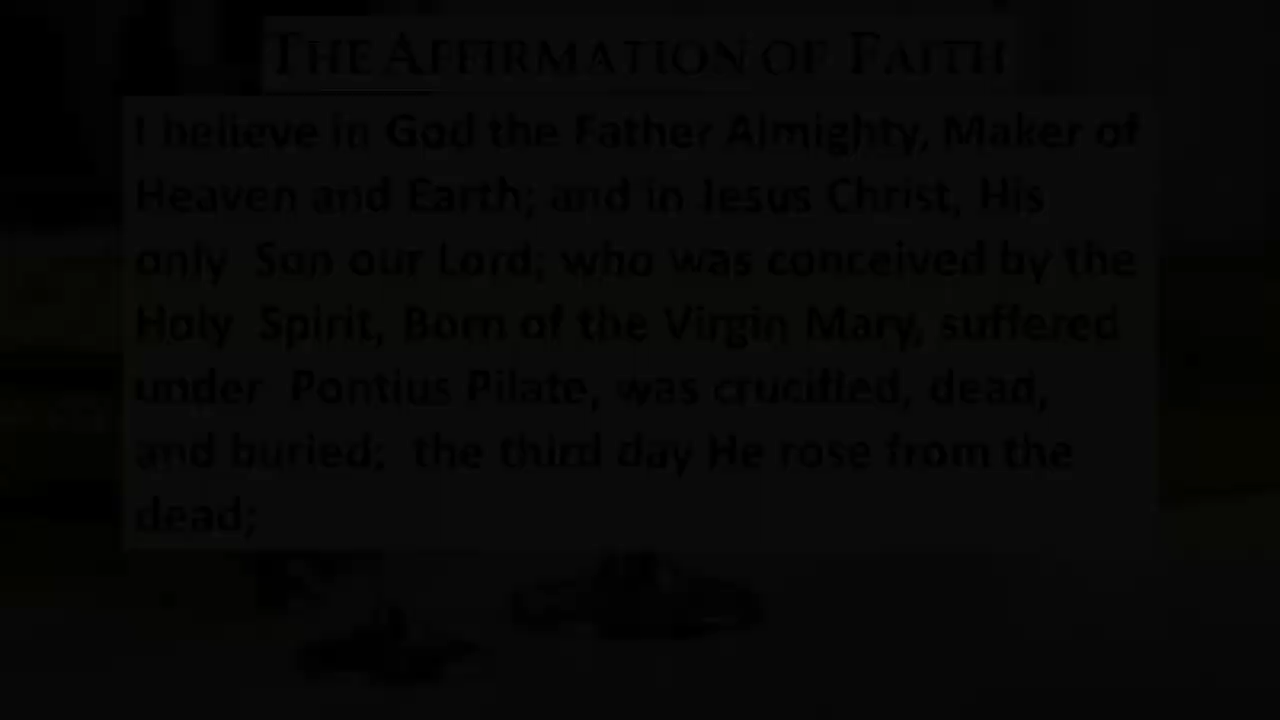 THE AFFIRMATION OF FAITH
I believe in God the Father Almighty, Maker of
Heaven and Earth; and in Jesus Christ, His
only Son our Lord; who was conceived by the
Holy Spirit, Born of the Virgin Mary, suffered
under Pontius Pilate, was crucified, dead,
and buried; the third day He rose from the
dead;